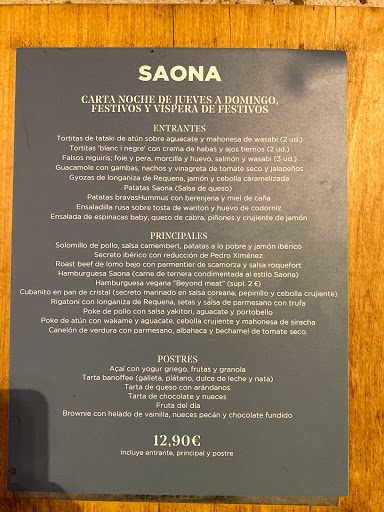 SAONA
CARTA NOCHE DE JUEVES A DOMINGO,
FESTIVOS Y VÍSPERA DE FESTIVOS
ENTRANTES
Tortitas de tataki de atún sobre aguacate y mahonesa de wasabi (2 ud.)
Tortitas 'blanc i negre' con crema de habas y ajos tiernos (2 ud.)
Falsos niguiris; foie y pera, morcilla y huevo, salmón y wasabi (3 ud.)
Guacamole con gambas, nachos y vinagreta de tomate seco y jalapeños
Gyozas de longaniza de Requena, jamón y cebolla caramelizada
Patatas Saona (Salsa de queso)
Patatas bravasHummus con berenjena y miel de caña
Ensaladilla rusa sobre tosta de wanton y huevo de codorniz
Ensalada de espinacas baby, queso de cabra, piñones y crujiente de jamón
PRINCIPALES
Solomillo de pollo, salsa camembert, patatas a lo pobre y jamón ibérico
Secreto ibérico con reducción de Pedro Ximénez
Roast beef de lomo bajo con parmentier de scamorza y salsa roquefort
Hamburguesa Saona (carne de ternera condimentada al estilo Saona)
Hamburguesa vegana "Beyond meat" (supl. 2 €)
Cubanito en pan de cristal (secreto marinado en salsa coreana, pepinillo y cebolla crujiente)
Rigatoni con longaniza de Requena, setas y salsa de parmesano con trufa
Poke de pollo con salsa yakitori, aguacate y portobello
Poke de atún con wakame y aguacate, cebolla crujiente y mahonesa de siracha
Canelón de verdura con parmesano, albahaca y bechamel de tomate seco.
POSTRES
Açaí con yogur griego, frutas y granola
Tarta banoffee (galleta, plátano, dulce de leche y nata)
Tarta de queso con arándanos
Tarta de chocolate y nueces
Fruta del día
Brownie con helado de vainilla, nueces pecán y chocolate fundido
12,90€
Incluye entrante, principal y postre